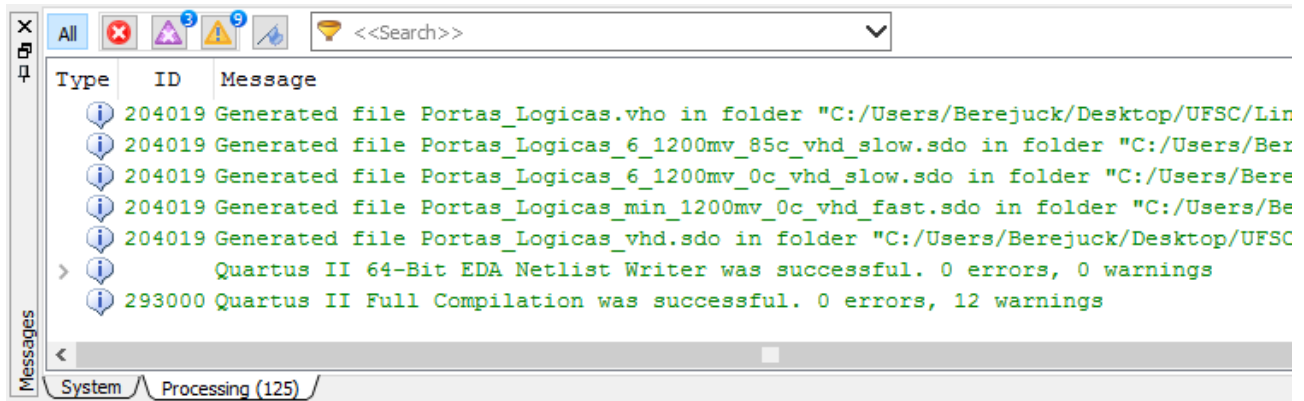 All 3 9 <<Search>>
Type ID Message
204019 Generated file Portas_Logicas.vho in folder "C:/Users/Berejuck/Desktop/UFSC/Lin
204019 Generated file Portas_Logicas_6_1200mv_85c_vhd_slow.sdo in folder "C:/Users/Ber
204019 Generated file Portas_Logicas_6_1200mv_0c_vhd_slow.sdo in folder "C:/Users/Bere
204019 Generated file Portas_Logicas_min_1200mv_0c_vhd_fast.sdo in folder "C:/Users/Be
204019 Generated file Portas_Logicas_vhd.sdo in folder "C:/Users/Berejuck/Desktop/UFSC
Quartus II 64-Bit EDA Netlist Writer was successful. 0 errors, 0 warnings
293000 Quartus II Full Compilation was successful. 0 errors, 12 warnings
Messages
System Processing (125)